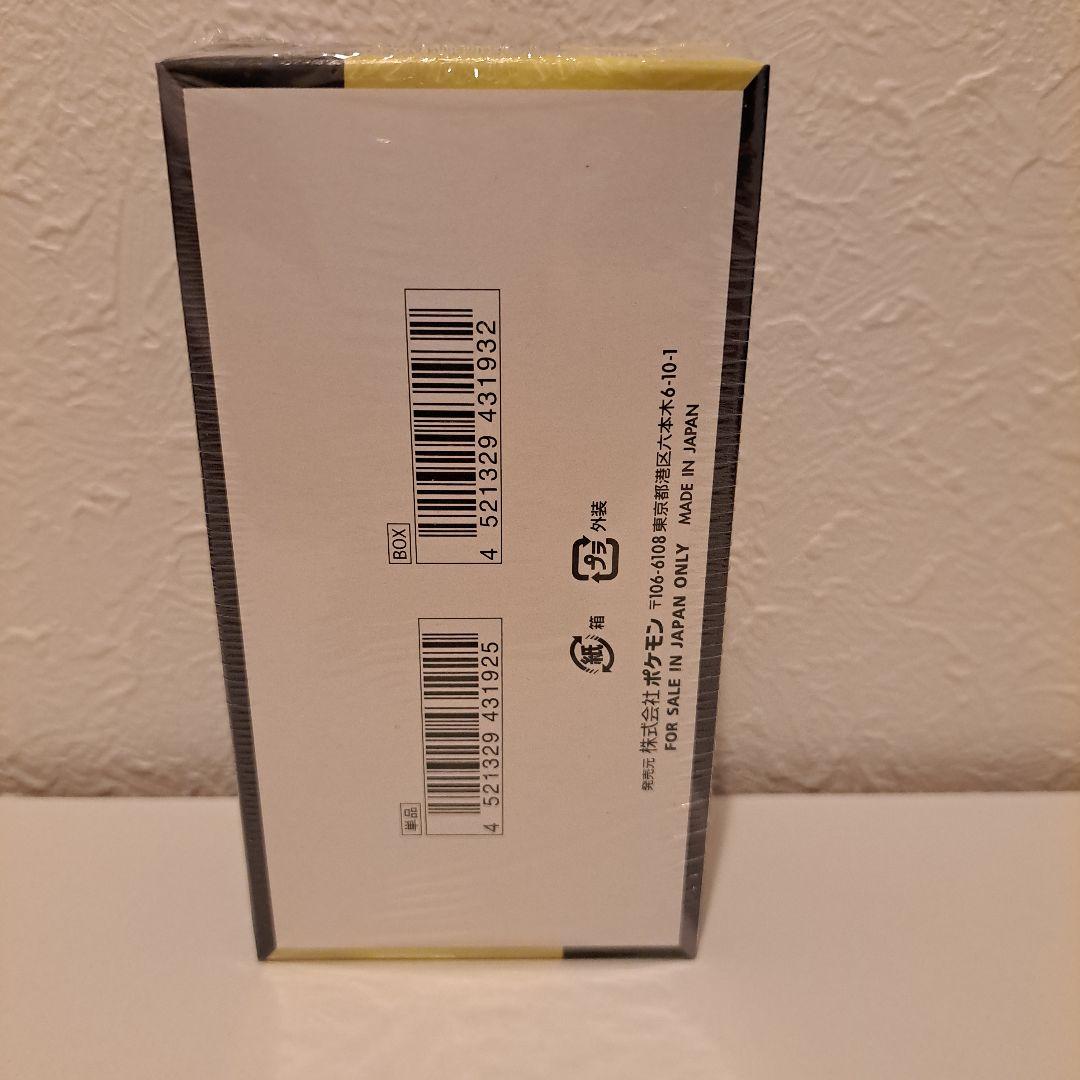 単品
4 521329 431925
BOX
4 521329 431932
紙 箱
プラ 外装
発売元 株式会社 ポケモン 〒106-6108 東京都港区六本木6-10-1
FOR SALE IN JAPAN ONLY MADE IN JAPAN